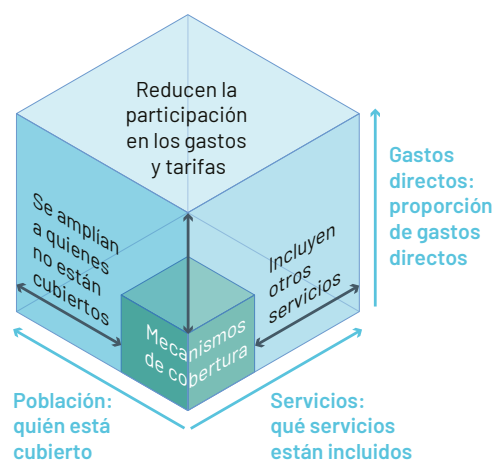 Reducen la
participación
en los gastos
y tarifas
Se amplían
a quienes
no están
cubiertos
Incluyen
otros
servicios
Mecanismos
de cobertura
Gastos
directos:
proporción
de gastos
directos
Población:
quién está
cubierto
Servicios:
qué servicios
están incluidos